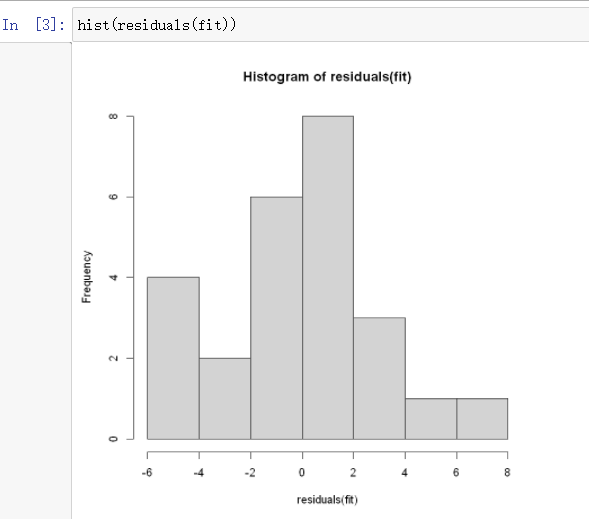 In [3]: hist(residuals(fit))
Histogram of residuals(fit)
8
6
4
2
0
Frequency
-6 -4 -2 0 2 4 6 8
residuals(fit)